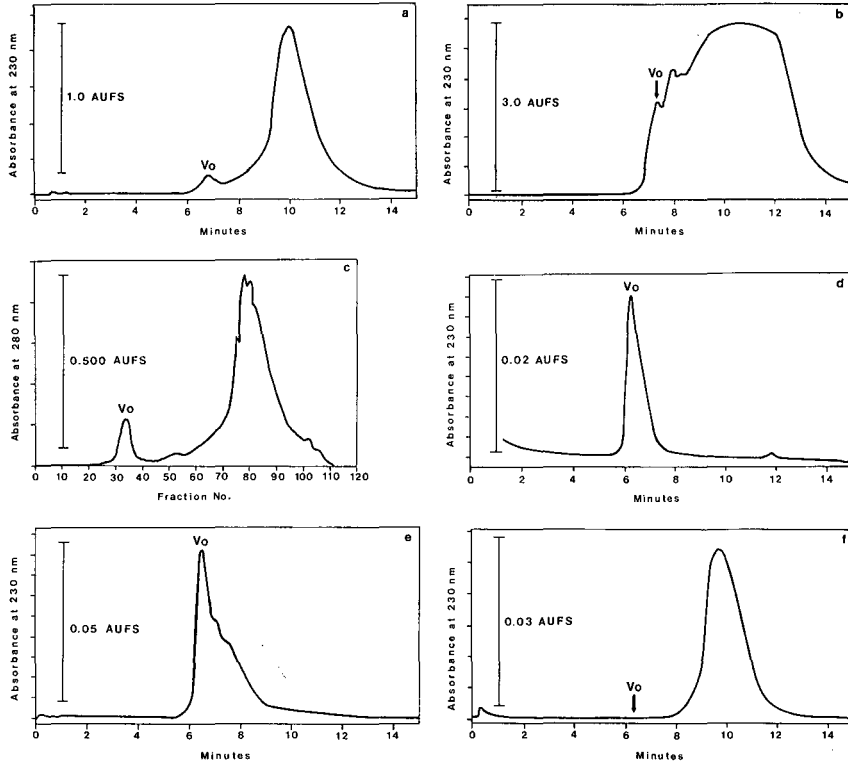 a
Absorbance at 230 nm
1.0 AUFS
Vo
0 2 4 6 8 10 12 14
Minutes
b
Absorbance at 230 nm
3.0 AUFS
Vo
0 2 4 6 8 10 12 14
Minutes
c
Absorbance at 280 nm
0.500 AUFS
Vo
0 10 20 30 40 50 60 70 80 90 100 110 120
Fraction No.
d
Absorbance at 230 nm
0.02 AUFS
Vo
0 2 4 6 8 10 12 14
Minutes
e
Absorbance at 230 nm
0.05 AUFS
Vo
0 2 4 6 8 10 12 14
Minutes
f
Absorbance at 230 nm
0.03 AUFS
Vo
0 2 4 6 8 10 12 14
Minutes